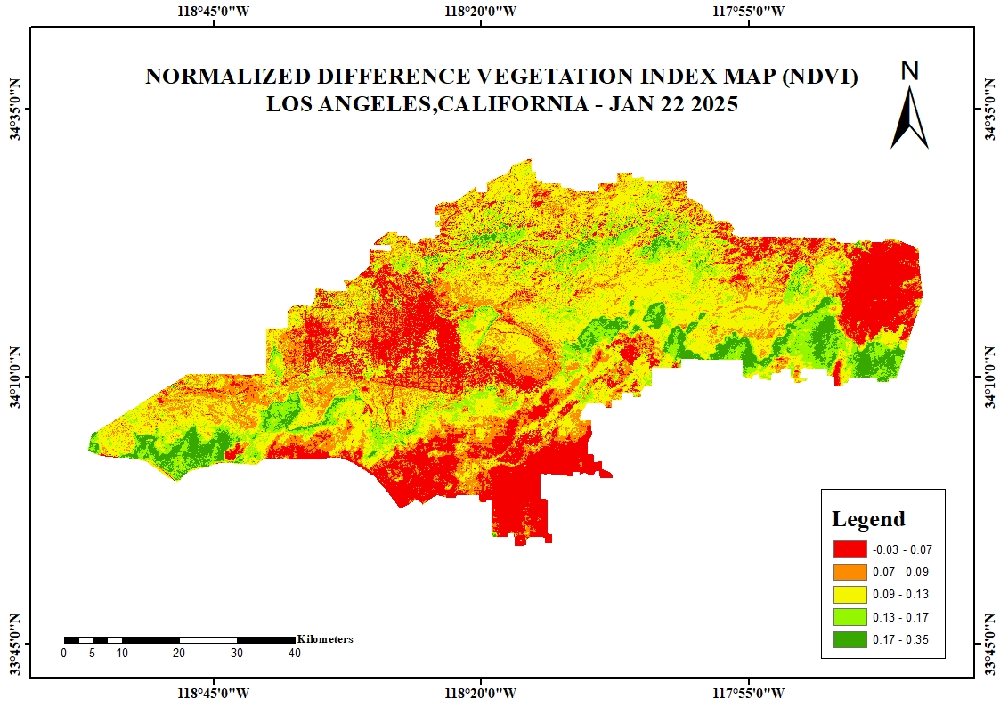 118°45'0"W 118°20'0"W 117°55'0"W
NORMALIZED DIFFERENCE VEGETATION INDEX MAP (NDVI)
LOS ANGELES,CALIFORNIA - JAN 22 2025
N
34°35'0"N 34°35'0"N
34°10'0"N 34°10'0"N
Legend
-0.03 - 0.07
0.07 - 0.09
0.09 - 0.13
0.13 - 0.17
0.17 - 0.35
33°45'0"N 33°45'0"N
Kilometers
0 5 10 20 30 40
118°45'0"W 118°20'0"W 117°55'0"W